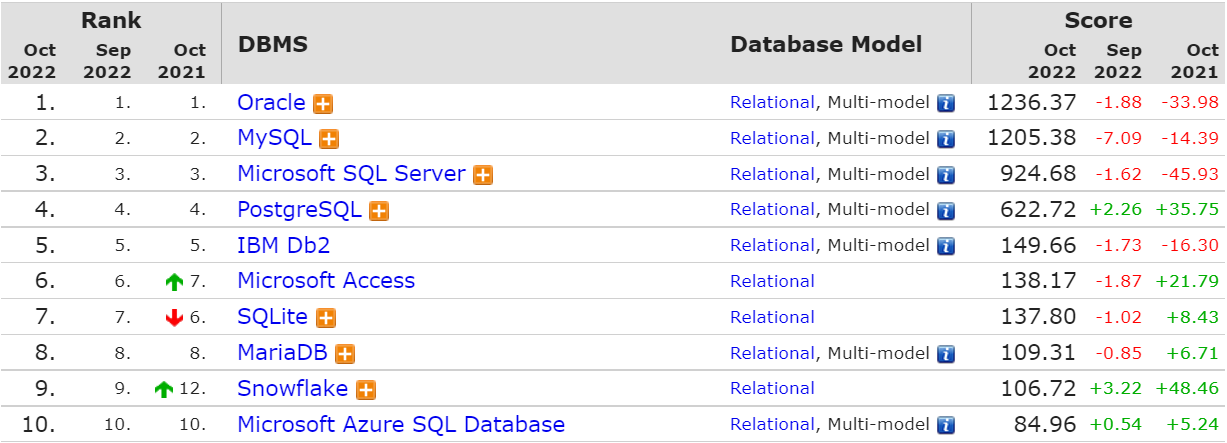 Rank DBMS Database Model Score
Oct 2022 Sep 2022 Oct 2021 Oct 2022 Sep 2022 Oct 2021
1. 1. 1. Oracle Relational, Multi-model 1236.37 -1.88 -33.98
2. 2. 2. MySQL Relational, Multi-model 1205.38 -7.09 -14.39
3. 3. 3. Microsoft SQL Server Relational, Multi-model 924.68 -1.62 -45.93
4. 4. 4. PostgreSQL Relational, Multi-model 622.72 +2.26 +35.75
5. 5. 5. IBM Db2 Relational, Multi-model 149.66 -1.73 -16.30
6. 6. 7. Microsoft Access Relational 138.17 -1.87 +21.79
7. 7. 6. SQLite Relational 137.80 -1.02 +8.43
8. 8. 8. MariaDB Relational, Multi-model 109.31 -0.85 +6.71
9. 9. 12. Snowflake Relational 106.72 +3.22 +48.46
10. 10. 10. Microsoft Azure SQL Database Relational, Multi-model 84.96 +0.54 +5.24